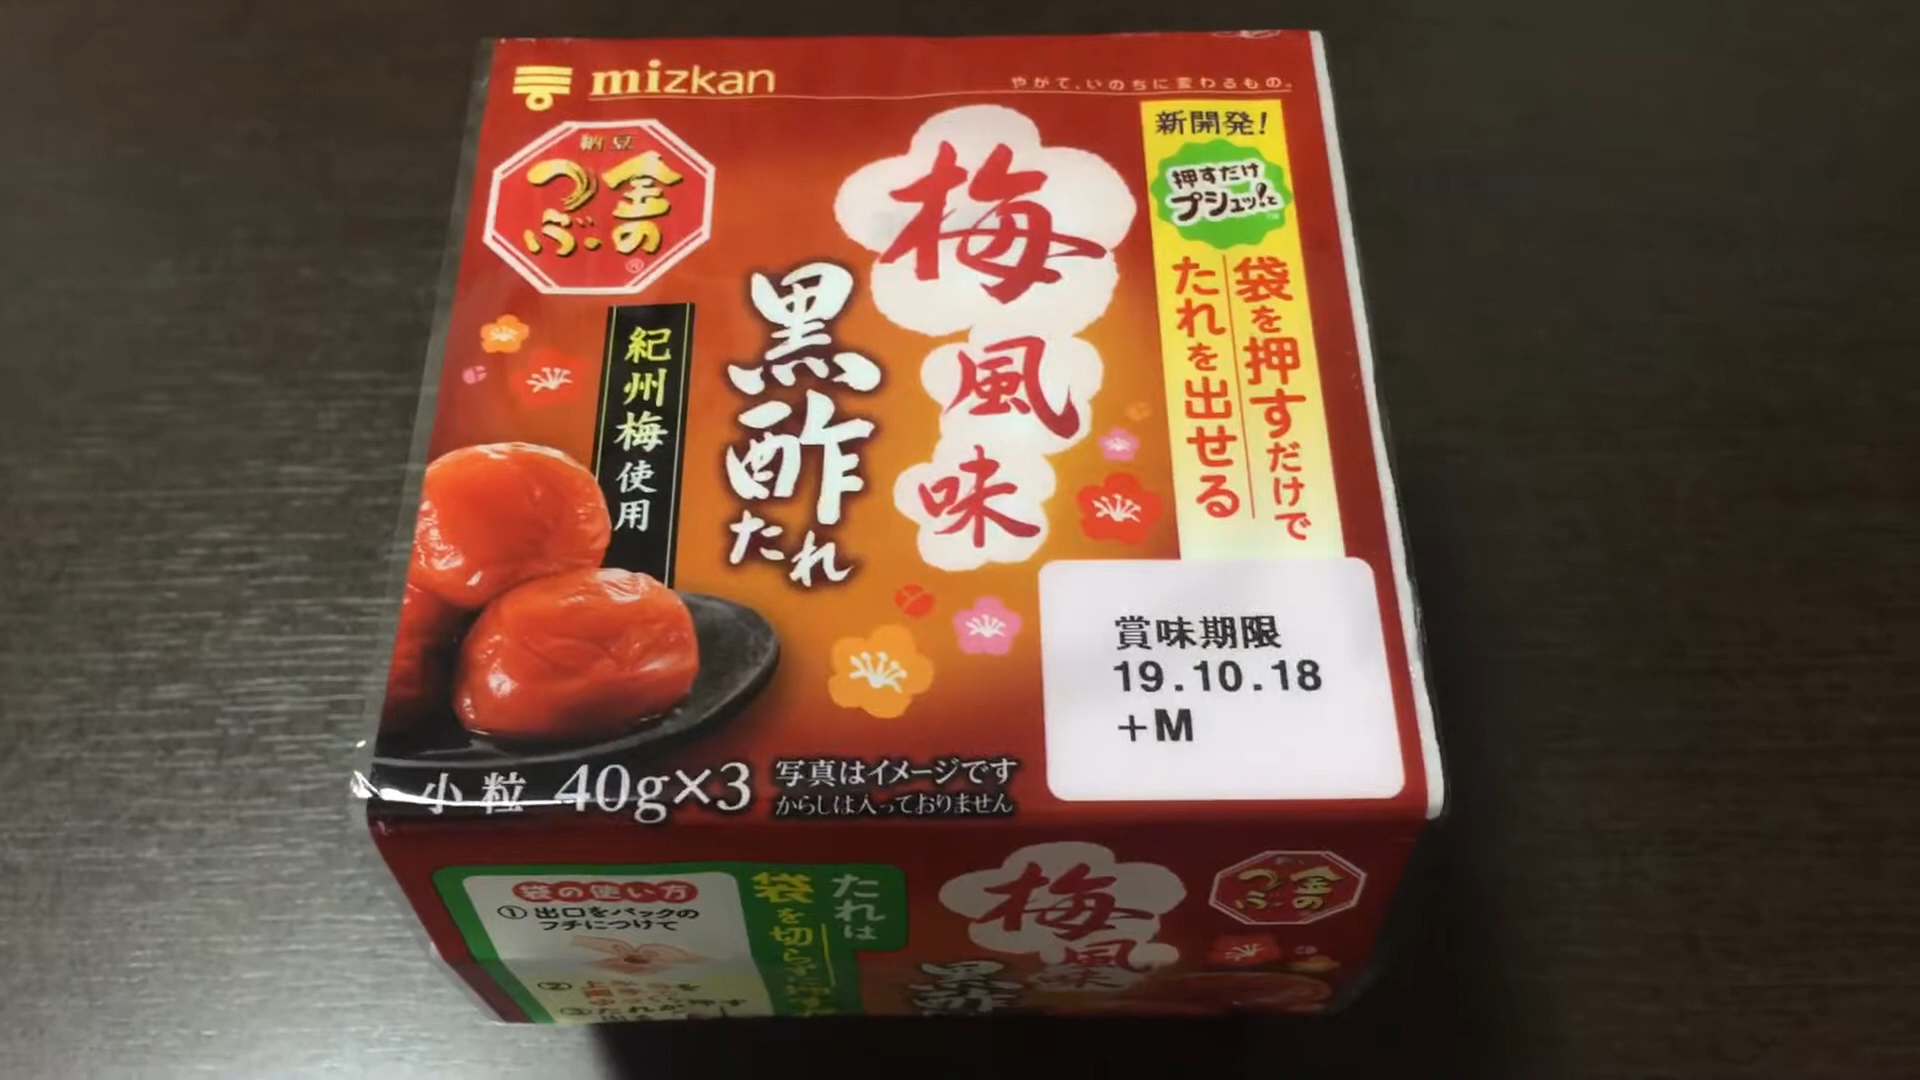 mizkan
やがて、いのちに変わるもの。
納豆
金の
つぶ®
梅風味
黒酢たれ
紀州梅使用
新開発!
押すだけ
プシュッ!と
袋を押すだけで
たれを出せる
賞味期限
19.10.18
+M
小粒 40g×3
写真はイメージです
からしは入っておりません
袋の使い方
①出口をパックの
フチにつけて
②
たれは
袋を切らず
梅風味
黒酢
金の
つぶ